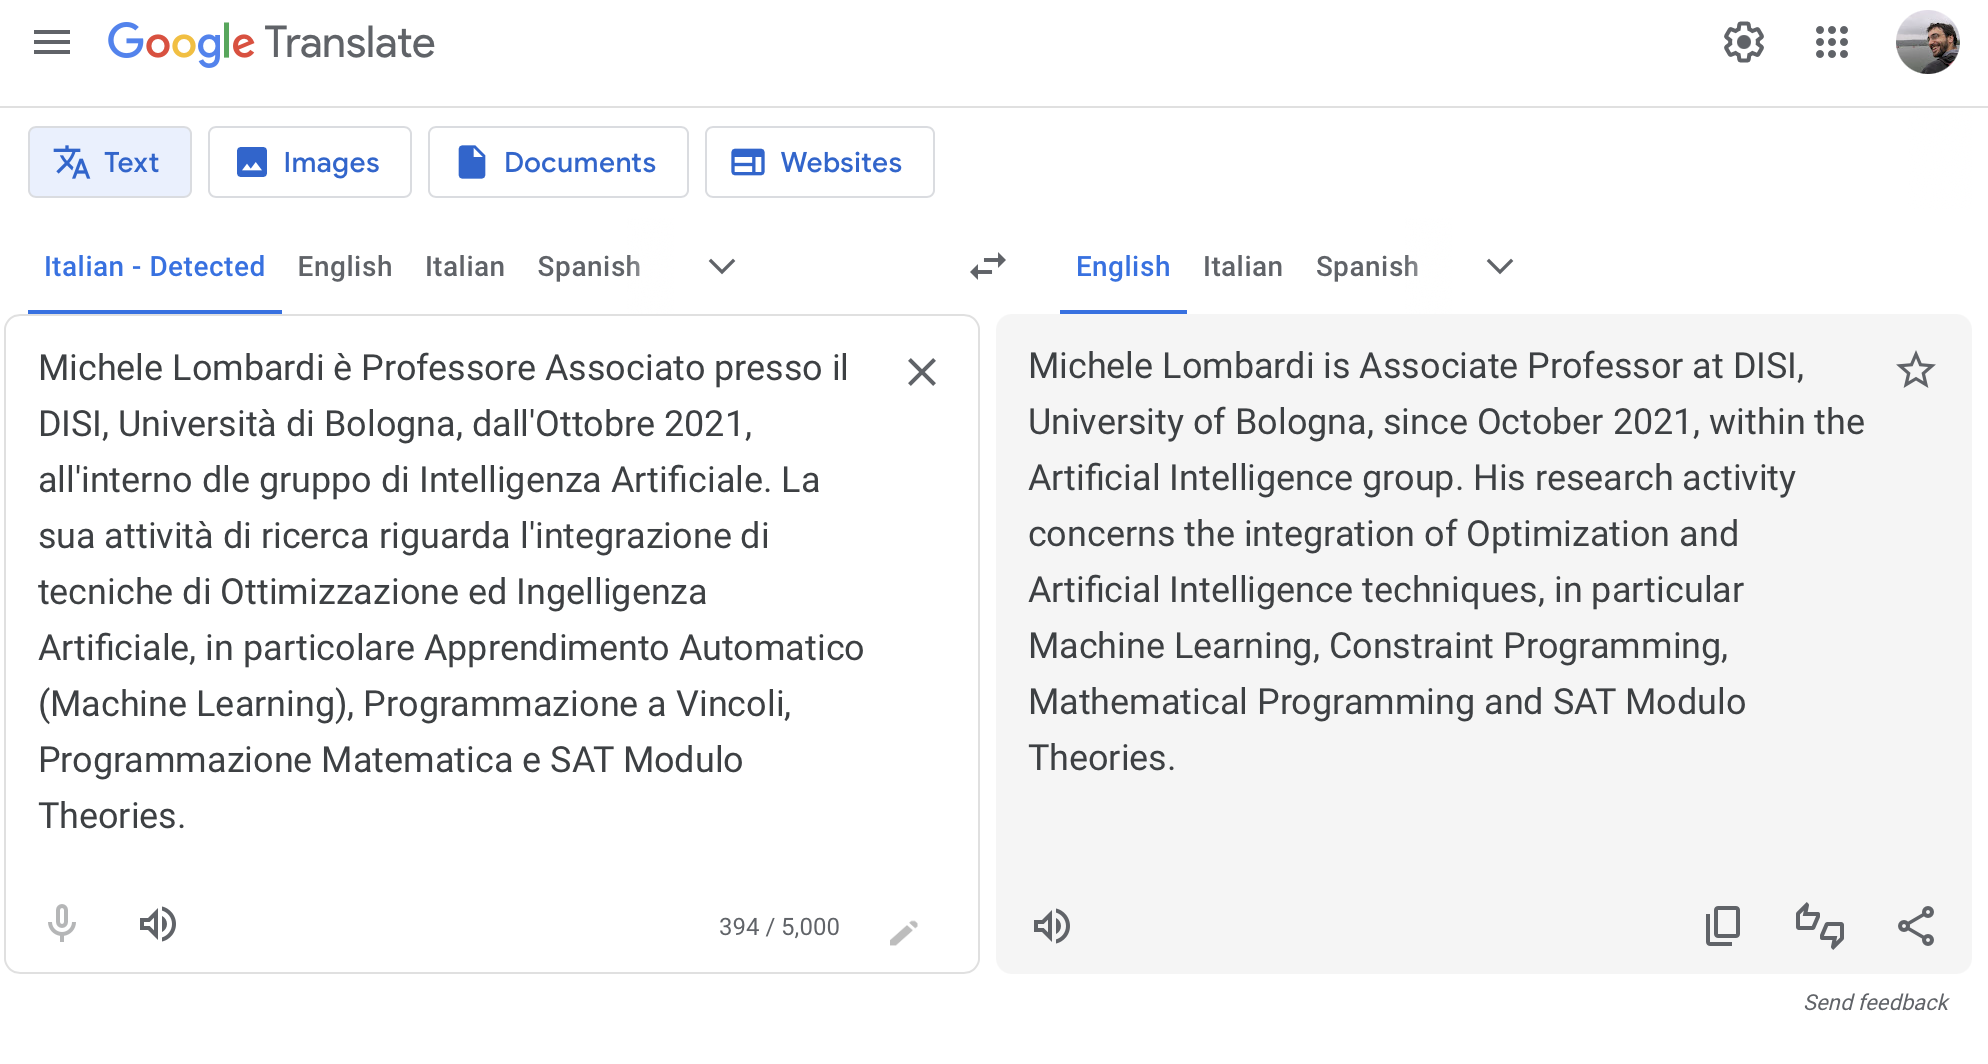 Google Translate
Text
Images
Documents
Websites
Italian - Detected
English
Italian
Spanish
English
Italian
Spanish
Michele Lombardi è Professore Associato presso il
DISI, Università di Bologna, dall'Ottobre 2021,
all'interno dle gruppo di Intelligenza Artificiale. La
sua attività di ricerca riguarda l'integrazione di
tecniche di Ottimizzazione ed Ingelligenza
Artificiale, in particolare Apprendimento Automatico
(Machine Learning), Programmazione a Vincoli,
Programmazione Matematica e SAT Modulo
Theories.
394 / 5,000
Michele Lombardi is Associate Professor at DISI,
University of Bologna, since October 2021, within the
Artificial Intelligence group. His research activity
concerns the integration of Optimization and
Artificial Intelligence techniques, in particular
Machine Learning, Constraint Programming,
Mathematical Programming and SAT Modulo
Theories.
Send feedback